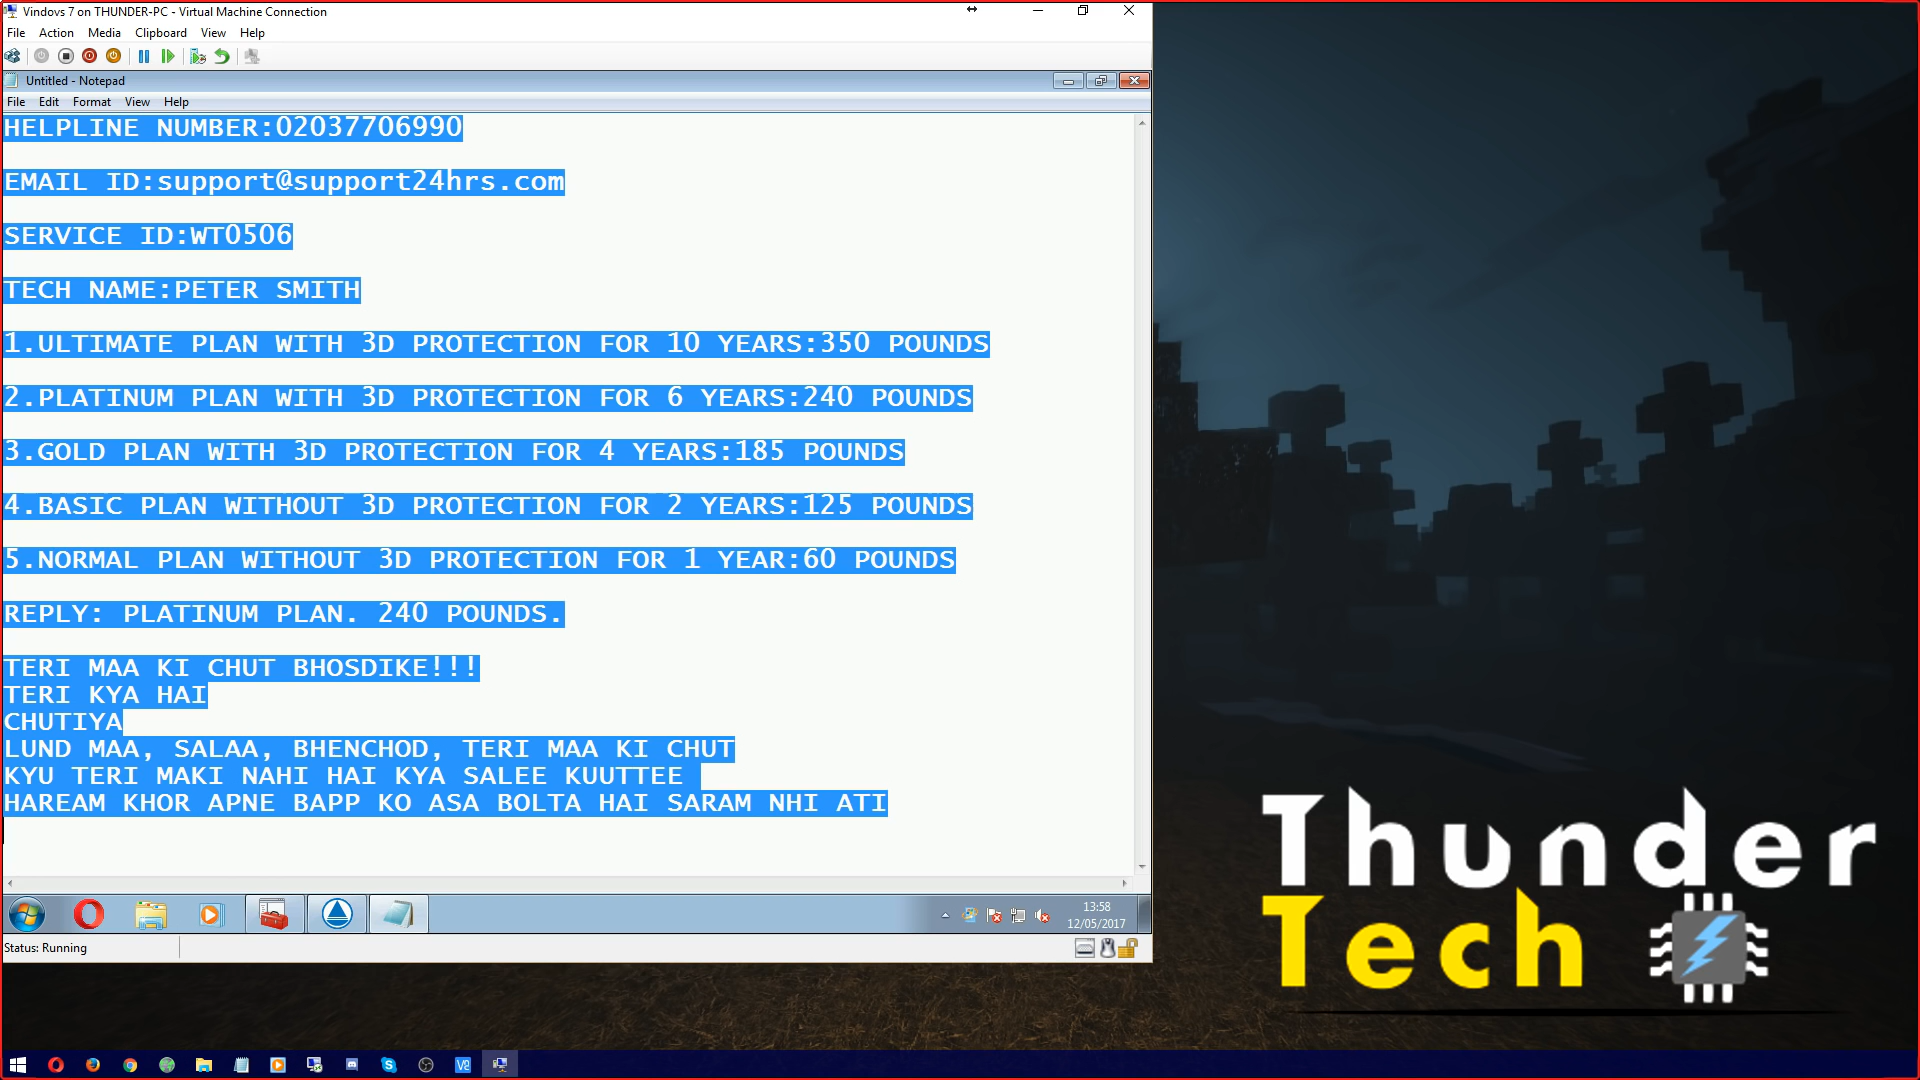 Vindovs 7 on THUNDER-PC - Virtual Machine Connection
File Action Media Clipboard View Help
Untitled - Notepad
File Edit Format View Help
HELPLINE NUMBER:02037706990
EMAIL ID:support@support24hrs.com
SERVICE ID:WT0506
TECH NAME:PETER SMITH
1.ULTIMATE PLAN WITH 3D PROTECTION FOR 10 YEARS:350 POUNDS
2.PLATINUM PLAN WITH 3D PROTECTION FOR 6 YEARS:240 POUNDS
3.GOLD PLAN WITH 3D PROTECTION FOR 4 YEARS:185 POUNDS
4.BASIC PLAN WITHOUT 3D PROTECTION FOR 2 YEARS:125 POUNDS
5.NORMAL PLAN WITHOUT 3D PROTECTION FOR 1 YEAR:60 POUNDS
REPLY: PLATINUM PLAN. 240 POUNDS.
TERI MAA KI CHUT BHOSDIKE!!!
TERI KYA HAI
CHUTIYA
LUND MAA, SALAA, BHENCHOD, TERI MAA KI CHUT
KYU TERI MAKI NAHI HAI KYA SALEE KUUTTEE
HAREAM KHOR APNE BAPP KO ASA BOLTA HAI SARAM NHI ATI
13:58
12/05/2017
Status: Running
Thunder
Tech